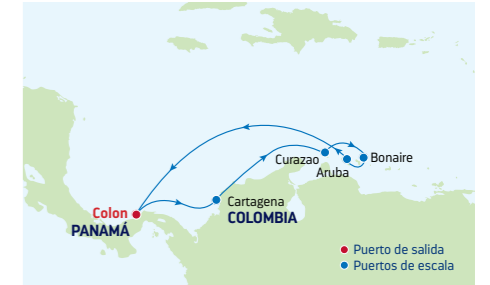 Curazao
Bonaire
Aruba
Cartagena
COLOMBIA
Colon
PANAMÁ
Puerto de salida
Puertos de escala